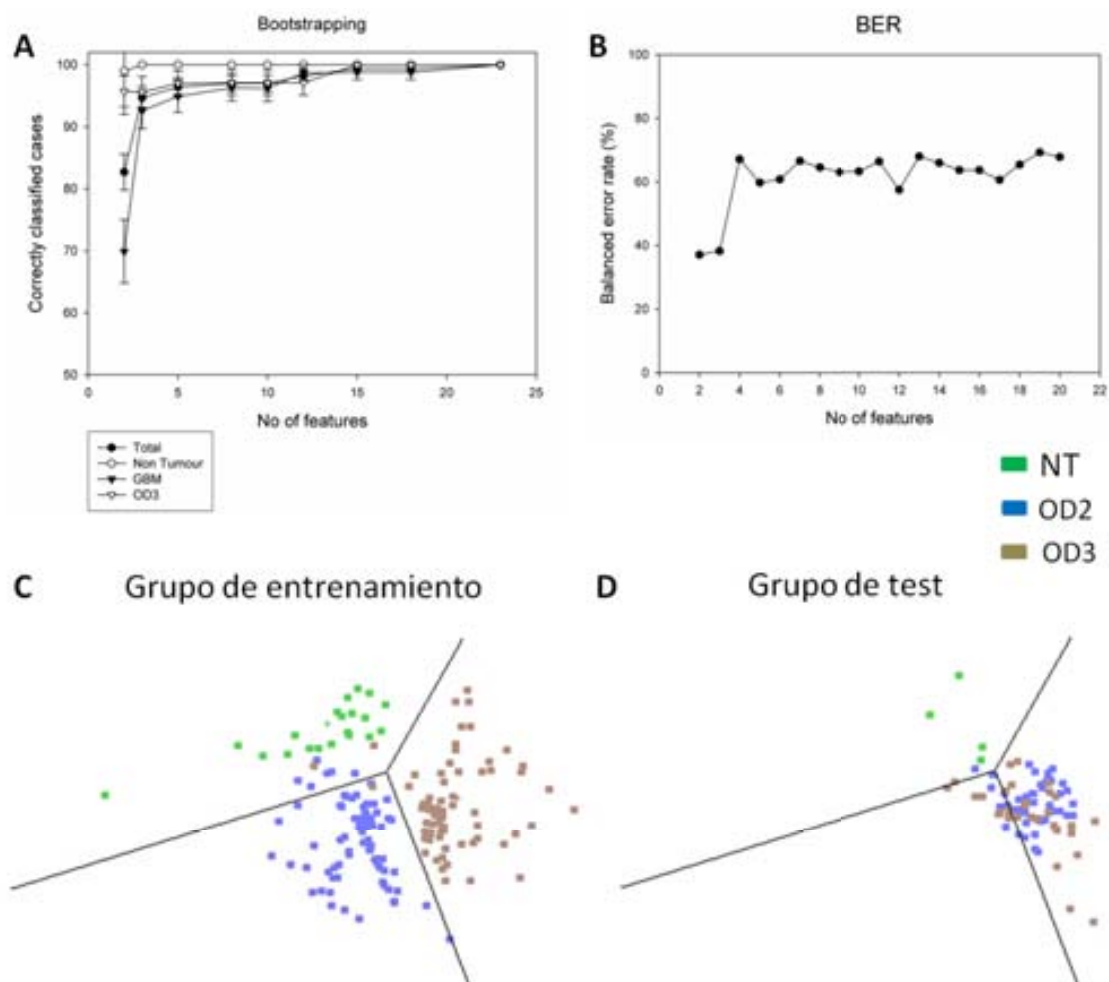 A
Bootstrapping
Correctly classified cases
100
90
80
70
60
50
0
5
10
15
20
25
No of features
Total
Non Tumour
GBM
OD3
B
BER
Balanced error rate (%)
100
80
60
40
20
0
0
2
4
6
8
10
12
14
16
18
20
22
No of features
NT
OD2
OD3
C
Grupo de entrenamiento
D
Grupo de test